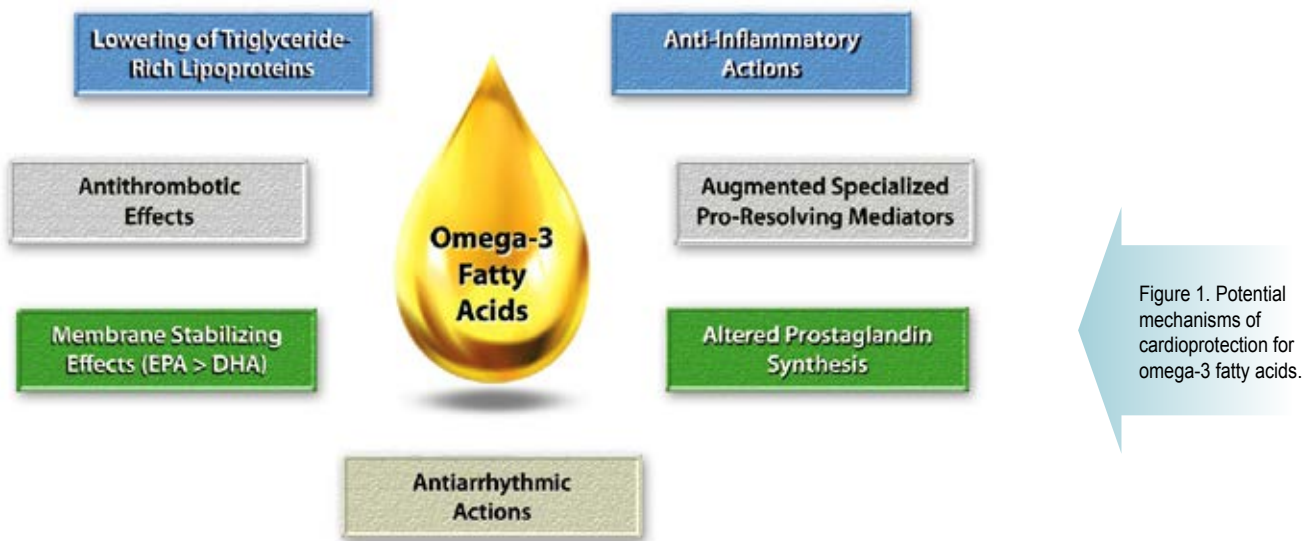 Lowering of Triglyceride-
Rich Lipoproteins
Anti-Inflammatory
Actions
Antithrombotic
Effects
Augmented Specialized
Pro-Resolving Mediators
Omega-3
Fatty
Acids
Membrane Stabilizing
Effects (EPA > DHA)
Altered Prostaglandin
Synthesis
Antiarrhythmic
Actions
Figure 1. Potential
mechanisms of
cardioprotection for
omega-3 fatty acids.